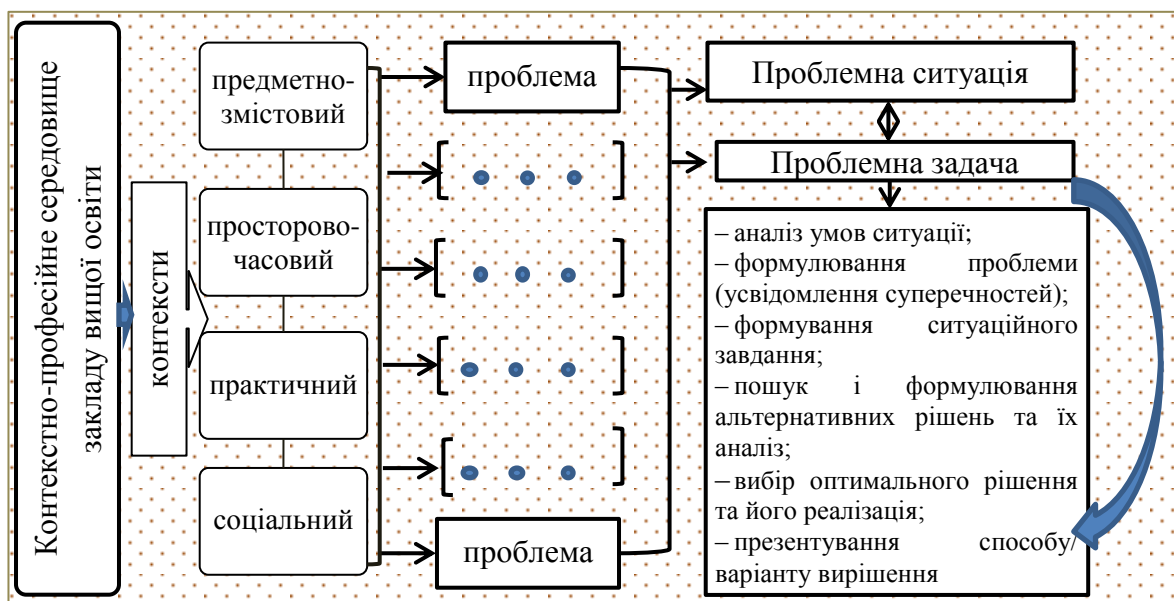 Контекстно-професійне середовище
закладу вищої освіти
контексти
предметно-
змістовий
просторово-
часовий
практичний
соціальний
проблема
проблема
Проблемна ситуація
Проблемна задача
– аналіз умов ситуації;
– формулювання проблеми
(усвідомлення суперечностей);
– формування ситуаційного
завдання;
– пошук і формулювання
альтернативних рішень та їх
аналіз;
– вибір оптимального рішення
та його реалізація;
– презентування способу/
варіанту вирішення